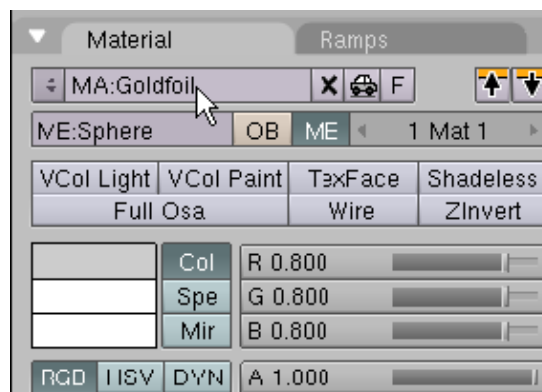 Material Ramps
MA:Goldfoil F
ME:Sphere OB ME 1 Mat 1
VCol Light VCol Paint TexFace Shadeless
Full Osa Wire ZInvert
Col R 0.800
Spe G 0.800
Mir B 0.800
RGB HSV DYN A 1.000